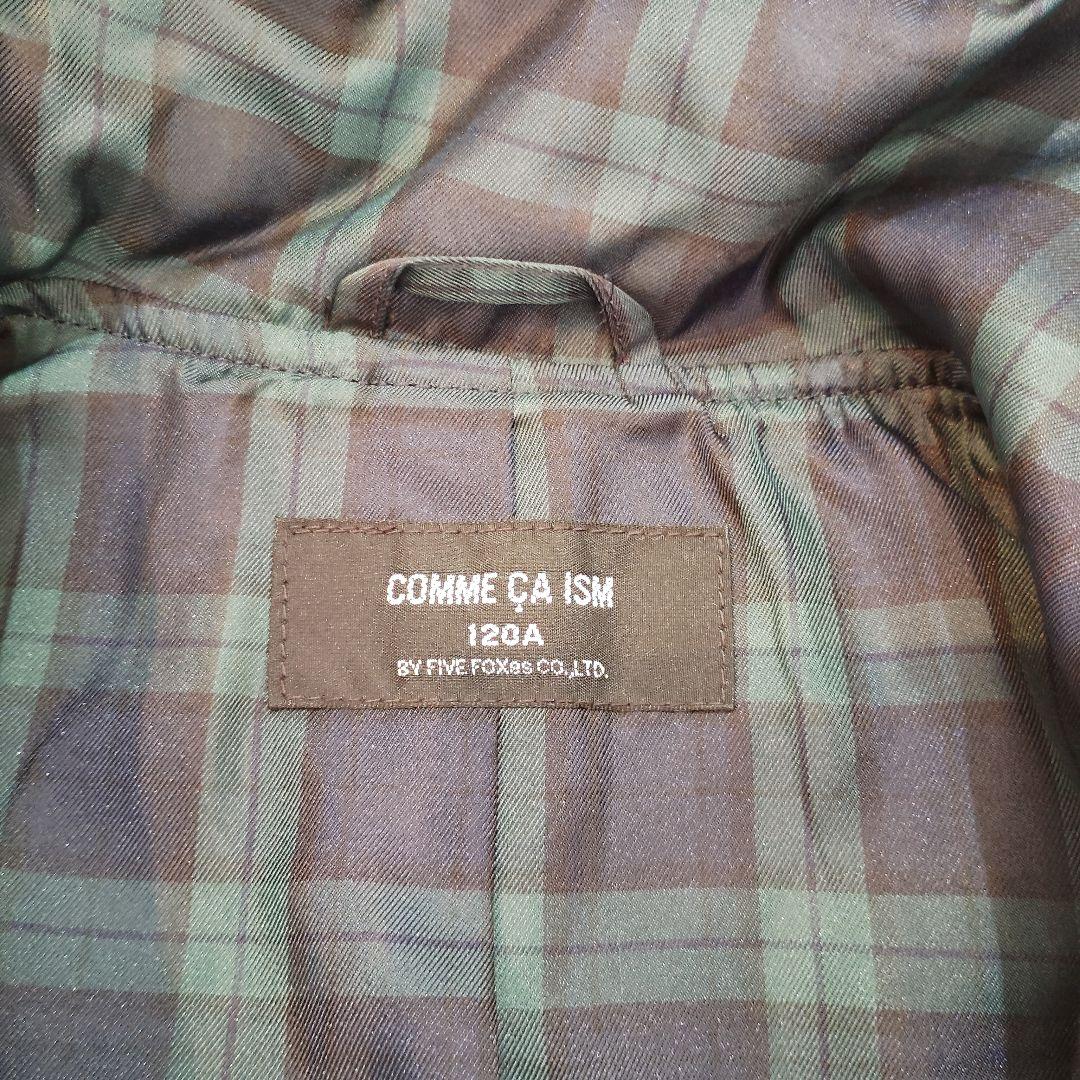 COMME ÇA ISM
120A
BY FIVE FOXes CO.,LTD.